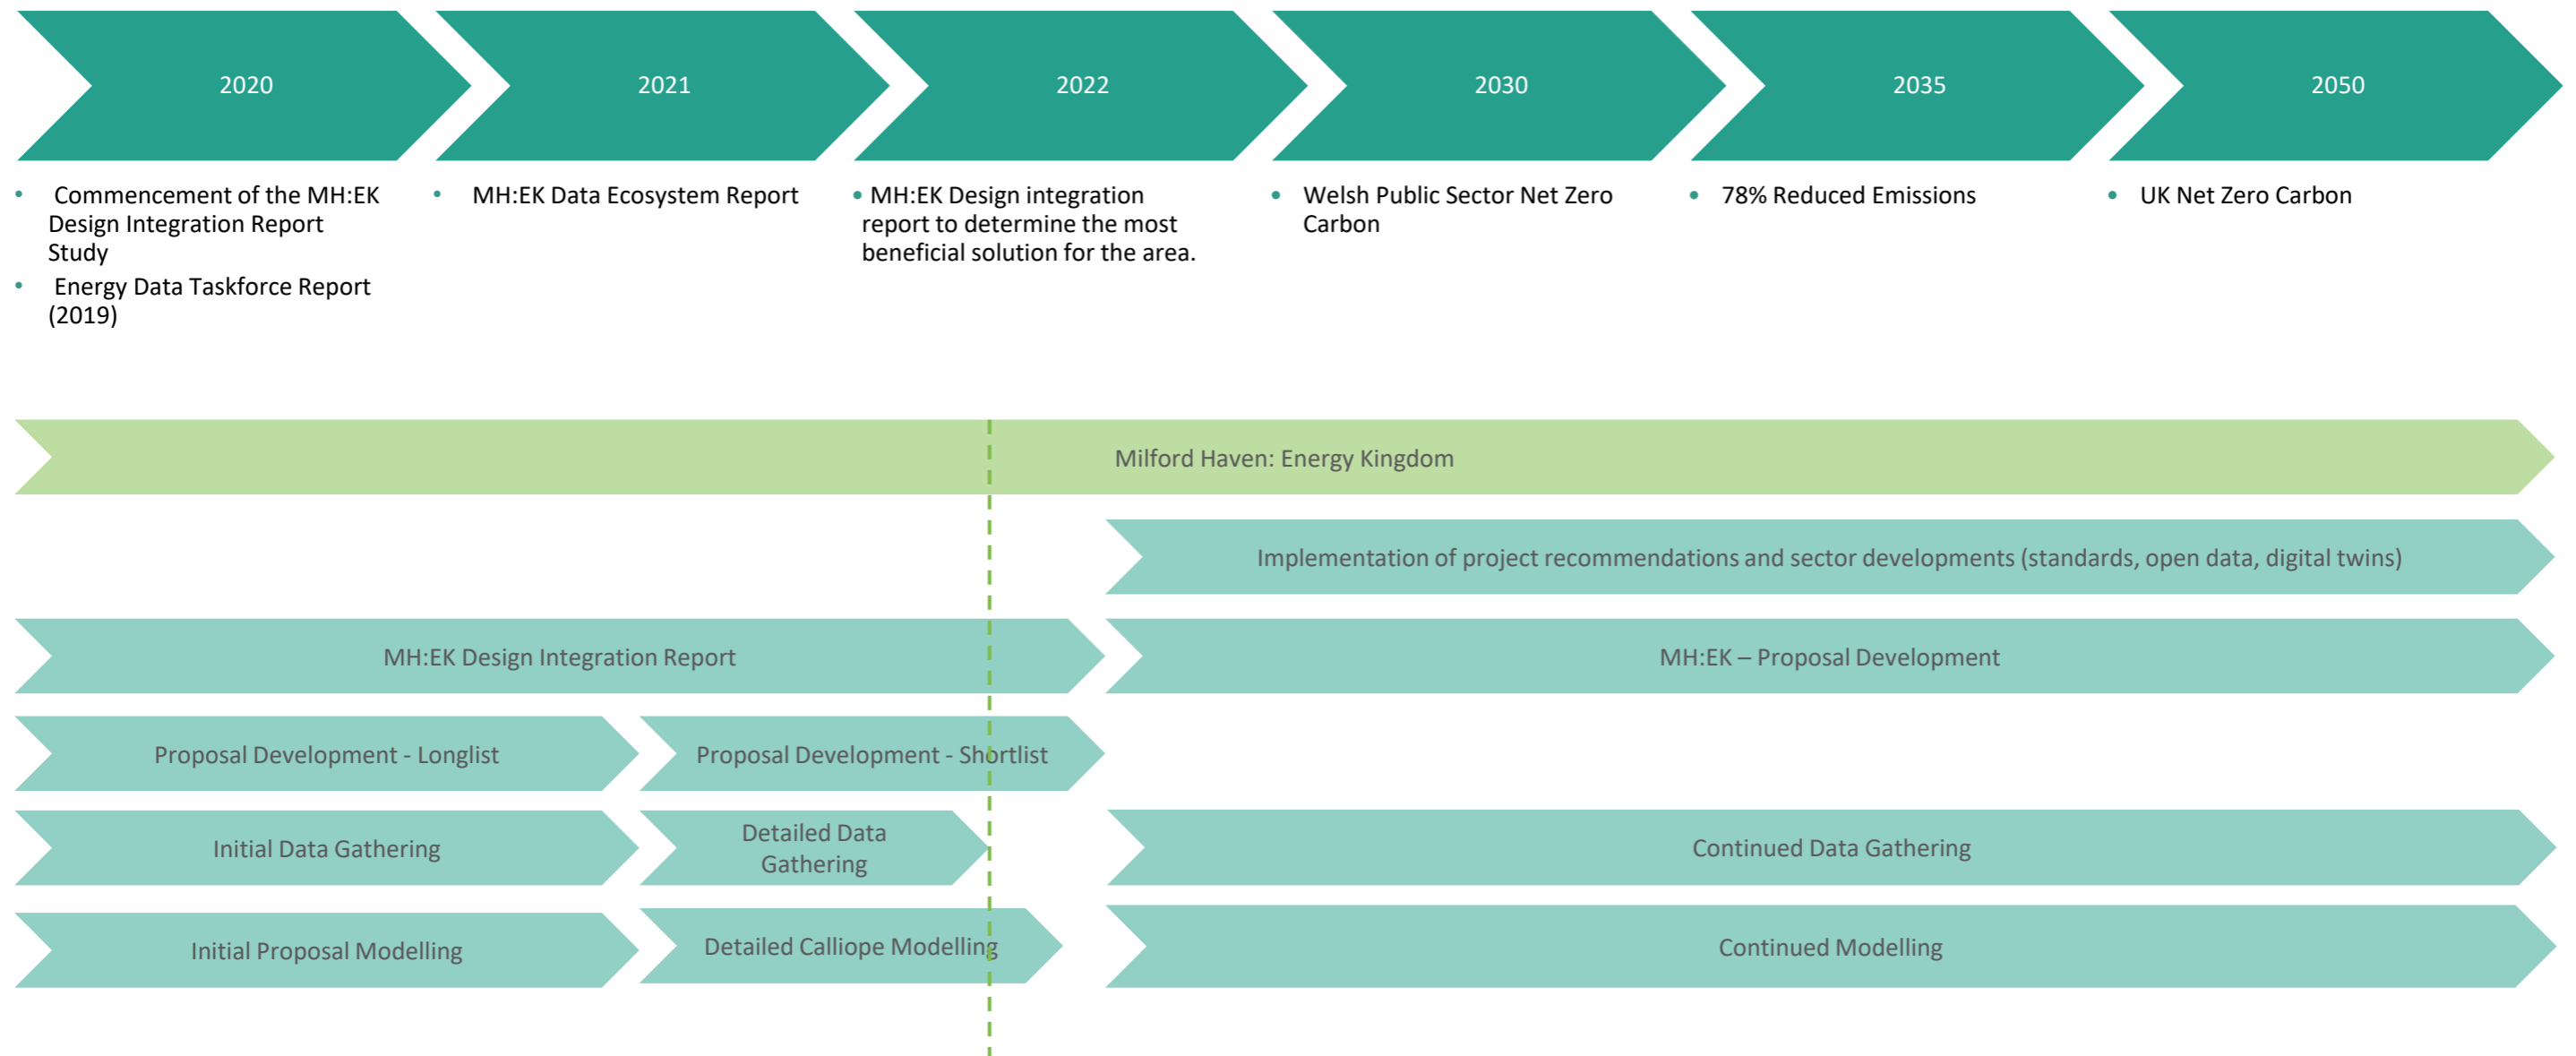 2020
2021
2022
2030
2035
2050
• Commencement of the MH:EK
Design Integration Report
Study
• Energy Data Taskforce Report
(2019)
• MH:EK Data Ecosystem Report
• MH:EK Design integration
report to determine the most
beneficial solution for the area.
• Welsh Public Sector Net Zero
Carbon
• 78% Reduced Emissions
• UK Net Zero Carbon
Milford Haven: Energy Kingdom
Implementation of project recommendations and sector developments (standards, open data, digital twins)
MH:EK Design Integration Report
MH:EK – Proposal Development
Proposal Development - Longlist
Proposal Development - Shortlist
Initial Data Gathering
Detailed Data
Gathering
Continued Data Gathering
Initial Proposal Modelling
Detailed Calliope Modelling
Continued Modelling